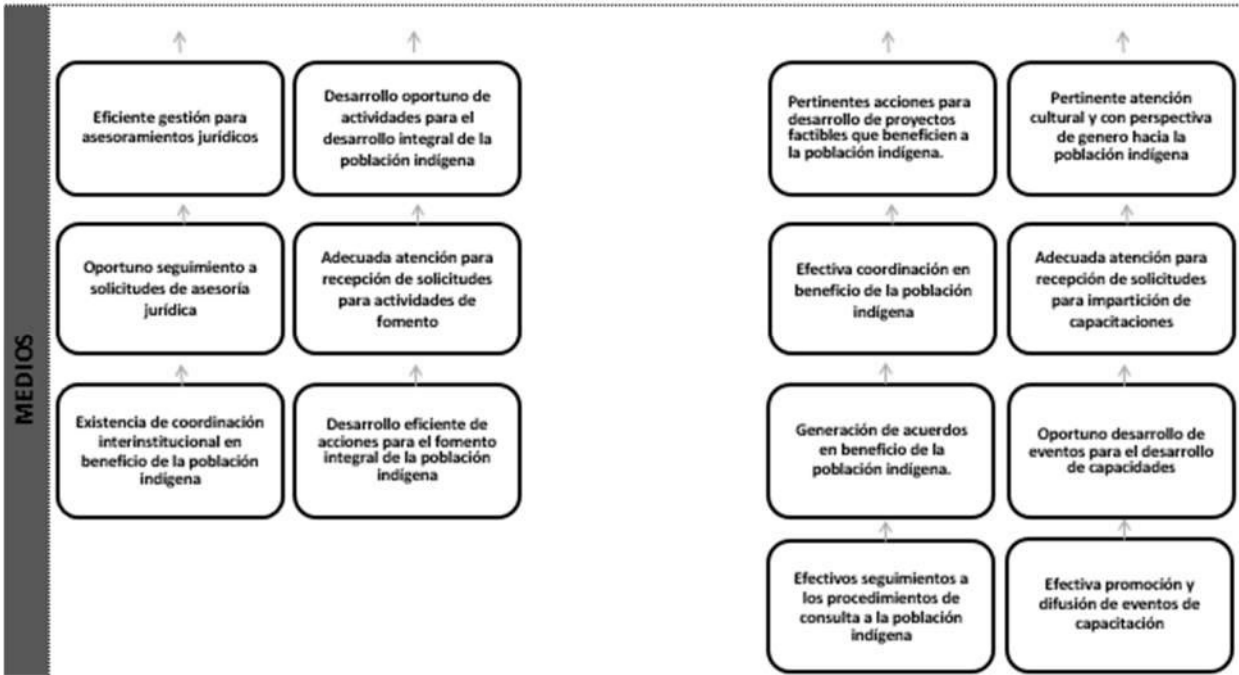 MEDIOS
Eficiente gestión para
asesoramientos jurídicos
Desarrollo oportuno de
actividades para el
desarrollo integral de la
población indígena
Pertinentes acciones para
desarrollo de proyectos
factibles que beneficien a
la población indígena.
Pertinente atención
cultural y con perspectiva
de genero hacia la
población indígena
Oportuno seguimiento a
solicitudes de asesoría
jurídica
Adecuada atención para
recepción de solicitudes
para actividades de
fomento
Efectiva coordinación en
beneficio de la población
indígena
Adecuada atención para
recepción de solicitudes
para impartición de
capacitaciones
Existencia de coordinación
interinstitucional en
beneficio de la población
indígena
Desarrollo eficiente de
acciones para el fomento
integral de la población
indígena
Generación de acuerdos
en beneficio de la
población indígena.
Oportuno desarrollo de
eventos para el desarrollo
de capacidades
Efectivos seguimientos a
los procedimientos de
consulta a la población
indígena
Efectiva promoción y
difusión de eventos de
capacitación